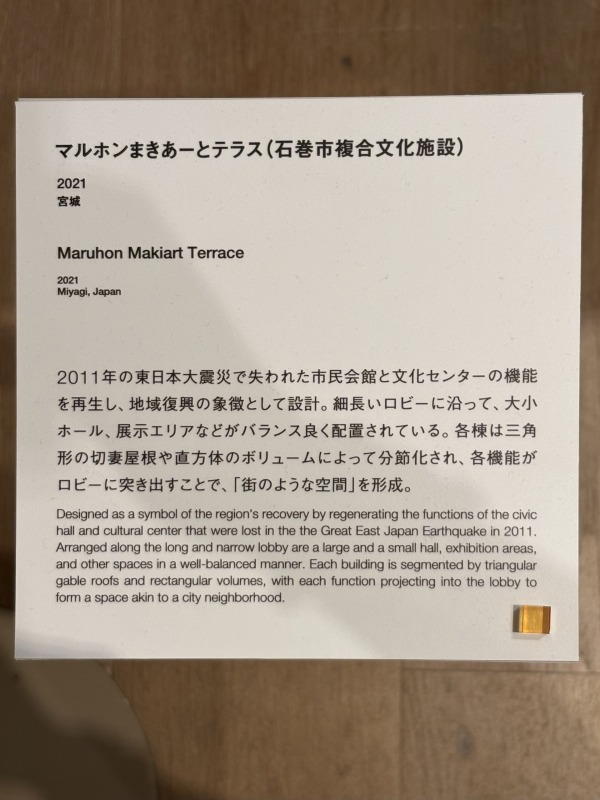 マルホンまきあーとテラス(石巻市複合文化施設)
2021
宮城
Maruhon Makiart Terrace
2021
Miyagi, Japan
2011年の東日本大震災で失われた市民会館と文化センターの機能
を再生し、地域復興の象徴として設計。細長いロビーに沿って、大小
ホール、展示エリアなどがバランス良く配置されている。各棟は三角
形の切妻屋根や直方体のボリュームによって分節化され、各機能が
ロビーに突き出すことで、「街のような空間」を形成。
Designed as a symbol of the region's recovery by regenerating the functions of the civic
hall and cultural center that were lost in the the Great East Japan Earthquake in 2011.
Arranged along the long and narrow lobby are a large and a small hall, exhibition areas,
and other spaces in a well-balanced manner. Each building is segmented by triangular
gable roofs and rectangular volumes, with each function projecting into the lobby to
form a space akin to a city neighborhood.